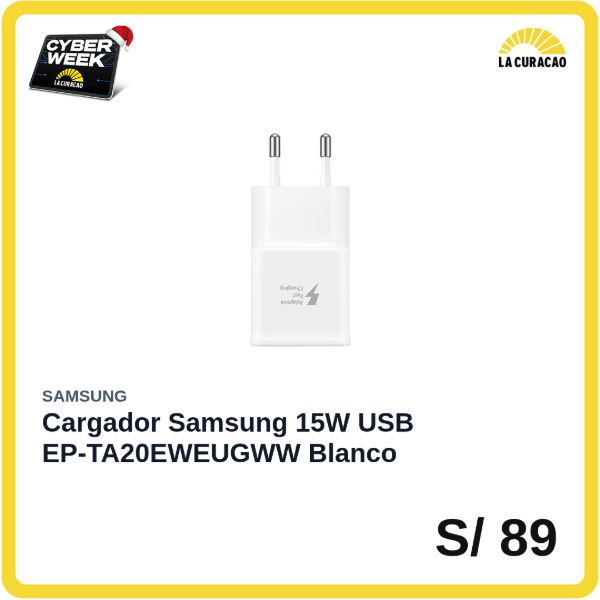 CYBER
WEEK
LA CURACAO
LA CURACAO
Adaptive
Fast
Charging
SAMSUNG
Cargador Samsung 15W USB
EP-TA20EWEUGWW Blanco
S/ 89